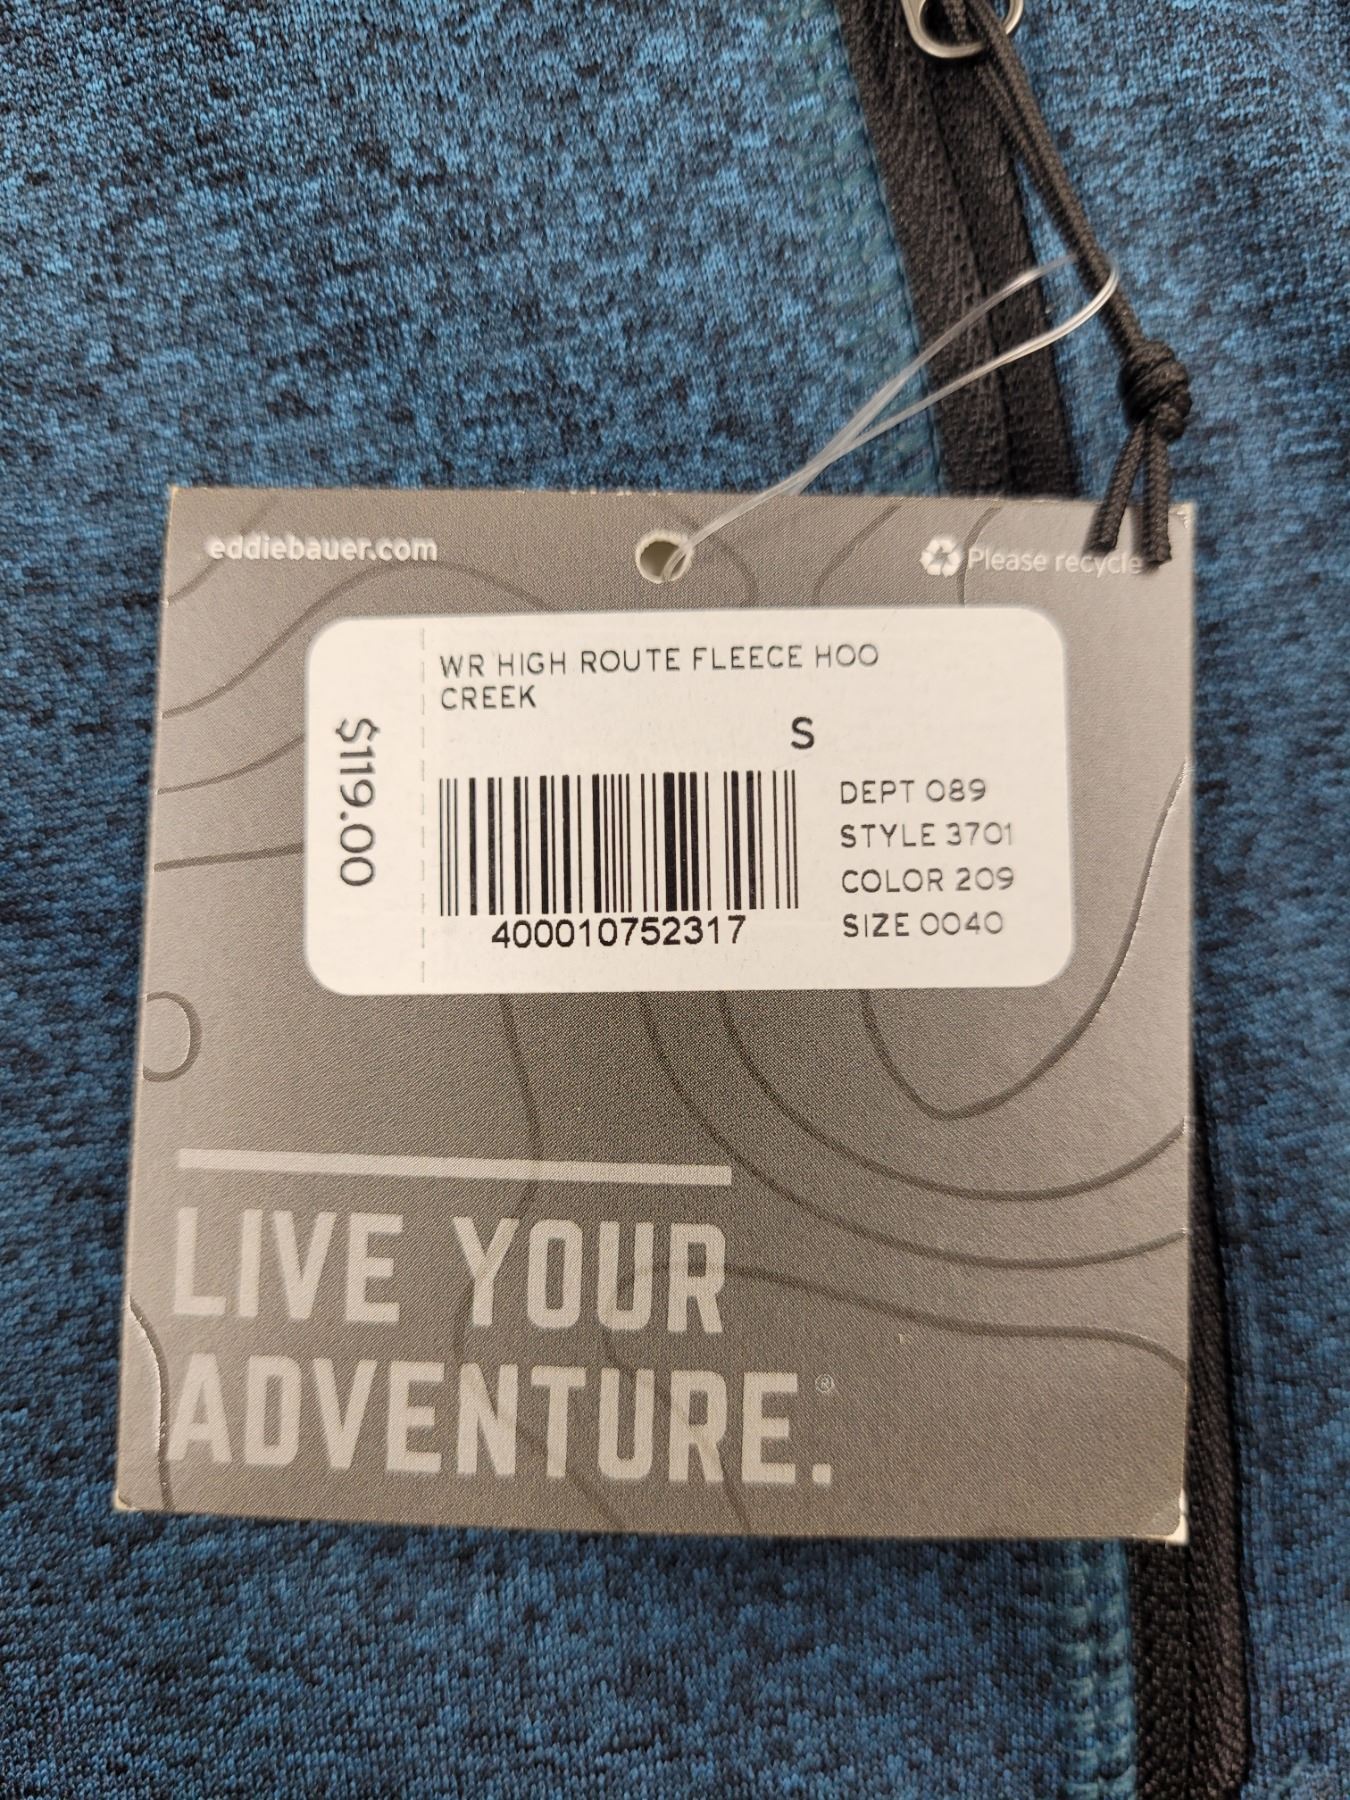 eddiebauer.com
Please recycle
WR HIGH ROUTE FLEECE HOO
CREEK
S
$119.00
DEPT 089
STYLE 3701
COLOR 209
SIZE 0040
400010752317
LIVE YOUR
ADVENTURE.®